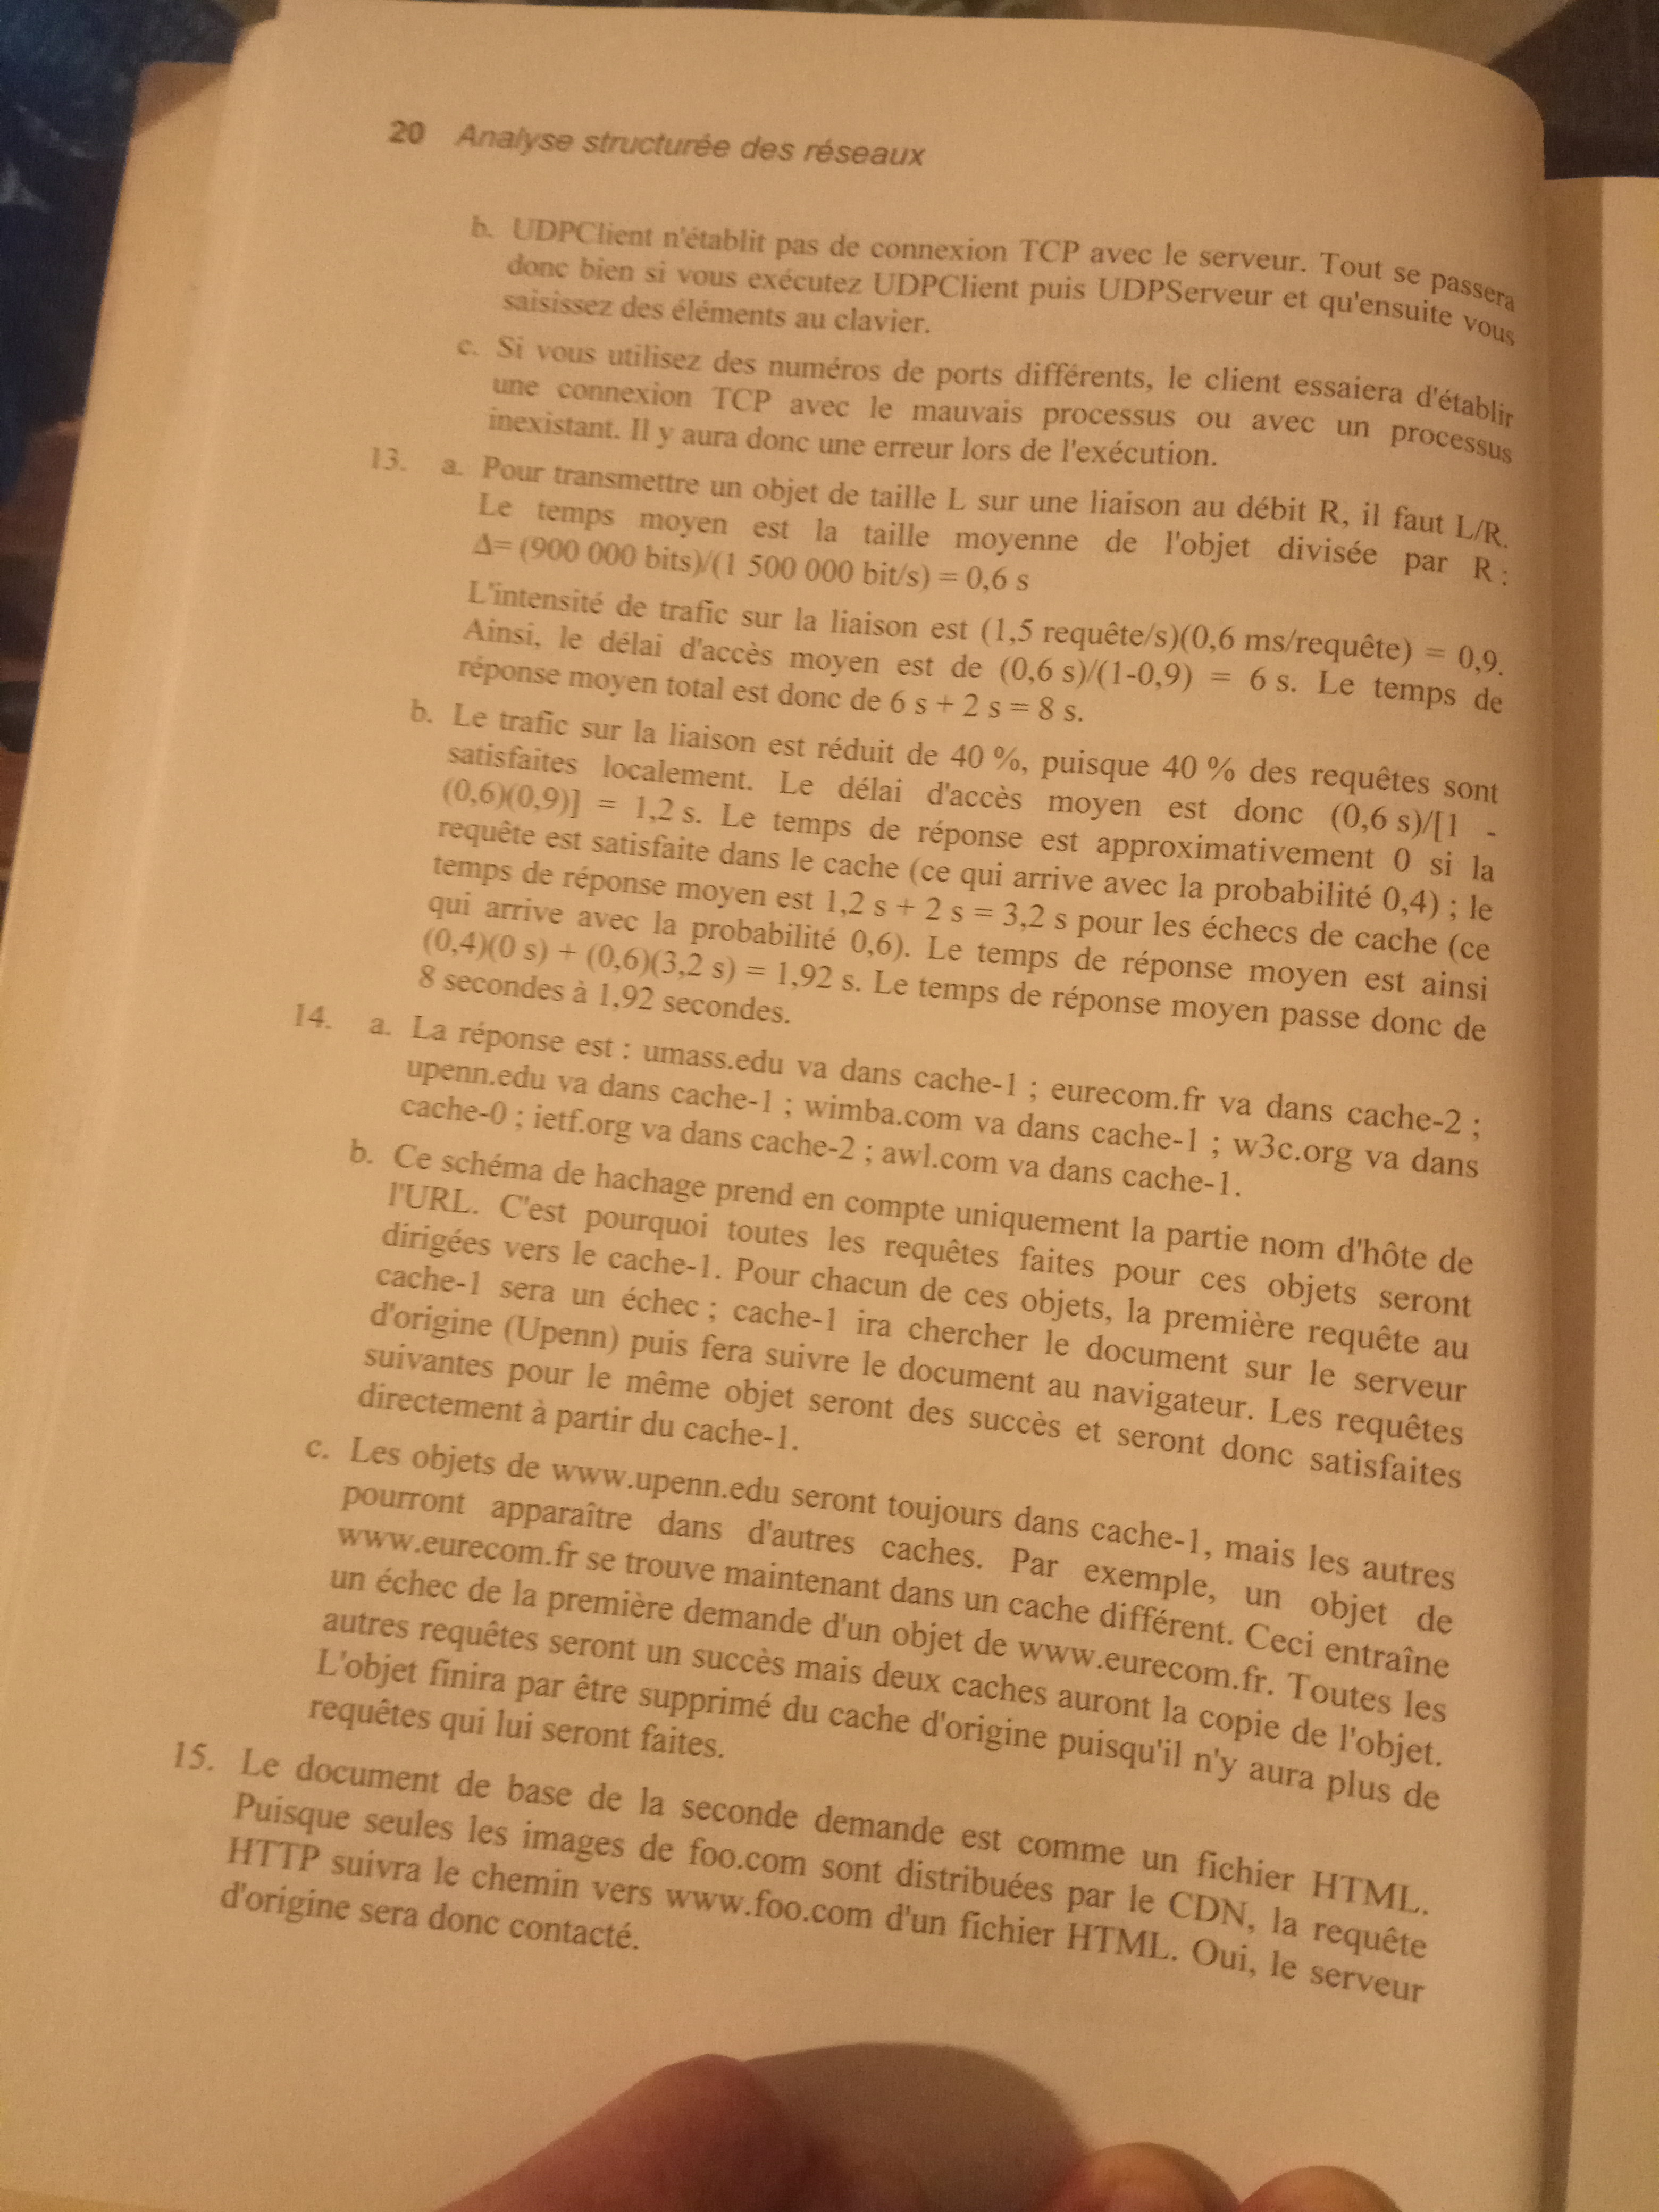 20 Analyse structurée des réseaux
b. UDPClient n'établit pas de connexion TCP avec le serveur. Tout se passera
donc bien si vous exécutez UDPClient puis UDPServeur et qu'ensuite vous
saisissez des éléments au clavier.
c. Si vous utilisez des numéros de ports différents, le client essaiera d'établir
une connexion TCP avec le mauvais processus ou avec un processus
inexistant. Il y aura donc une erreur lors de l'exécution.
13. a. Pour transmettre un objet de taille L sur une liaison au débit R, il faut L/R.
Le temps moyen est la taille moyenne de l'objet divisée par R :
Δ= (900 000 bits)/(1 500 000 bit/s) = 0,6 s
L'intensité de trafic sur la liaison est (1,5 requête/s)(0,6 ms/requête) = 0,9.
Ainsi, le délai d'accès moyen est de (0,6 s)/(1-0,9) = 6 s. Le temps de
réponse moyen total est donc de 6 s + 2 s = 8 s.
b. Le trafic sur la liaison est réduit de 40 %, puisque 40 % des requêtes sont
satisfaites localement. Le délai d'accès moyen est donc (0,6 s)/[1 -
(0,6)(0,9)] = 1,2 s. Le temps de réponse est approximativement 0 si la
requête est satisfaite dans le cache (ce qui arrive avec la probabilité 0,4) ; le
temps de réponse moyen est 1,2 s + 2 s = 3,2 s pour les échecs de cache (ce
qui arrive avec la probabilité 0,6). Le temps de réponse moyen est ainsi
(0,4)(0 s) + (0,6)(3,2 s) = 1,92 s. Le temps de réponse moyen passe donc de
8 secondes à 1,92 secondes.
14. a. La réponse est : umass.edu va dans cache-1 ; eurecom.fr va dans cache-2 ;
upenn.edu va dans cache-1 ; wimba.com va dans cache-1 ; w3c.org va dans
cache-0 ; ietf.org va dans cache-2 ; awl.com va dans cache-1.
b. Ce schéma de hachage prend en compte uniquement la partie nom d'hôte de
l'URL. C'est pourquoi toutes les requêtes faites pour ces objets seront
dirigées vers le cache-1. Pour chacun de ces objets, la première requête au
cache-1 sera un échec ; cache-1 ira chercher le document sur le serveur
d'origine (Upenn) puis fera suivre le document au navigateur. Les requêtes
suivantes pour le même objet seront des succès et seront donc satisfaites
directement à partir du cache-1.
c. Les objets de www.upenn.edu seront toujours dans cache-1, mais les autres
pourront apparaître dans d'autres caches. Par exemple, un objet de
www.eurecom.fr se trouve maintenant dans un cache différent. Ceci entraîne
un échec de la première demande d'un objet de www.eurecom.fr. Toutes les
autres requêtes seront un succès mais deux caches auront la copie de l'objet.
L'objet finira par être supprimé du cache d'origine puisqu'il n'y aura plus de
requêtes qui lui seront faites.
15. Le document de base de la seconde demande est comme un fichier HTML.
Puisque seules les images de foo.com sont distribuées par le CDN, la requête
HTTP suivra le chemin vers www.foo.com d'un fichier HTML. Oui, le serveur
d'origine sera donc contacté.